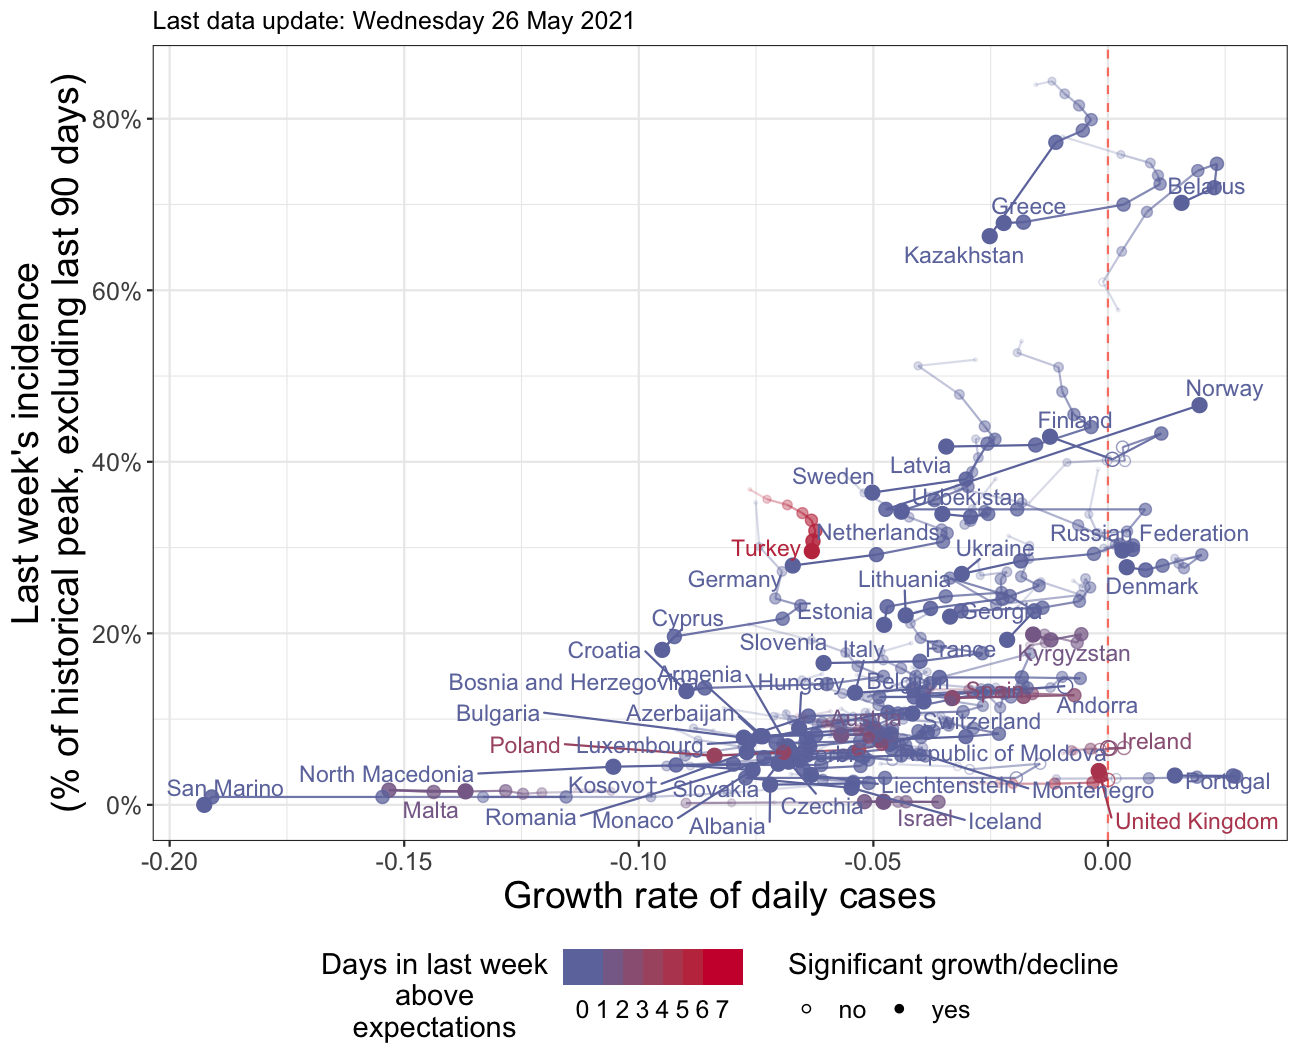 Last data update: Wednesday 26 May 2021
Last week's incidence
(% of historical peak, excluding last 90 days)
80%
60%
40%
20%
0%
Belarus
Greece
Kazakhstan
Norway
Finland
Latvia
Sweden
Uzbekistan
Netherlands
Russian Federation
Turkey
Ukraine
Germany
Lithuania
Denmark
Estonia
Georgia
Cyprus
Slovenia
Croatia
Italy
France
Kyrgyzstan
Armenia
Bosnia and Herzegovina
Hungary
Belgium
Spain
Andorra
Bulgaria
Azerbaijan
Austria
Switzerland
Poland
Luxembourg
Ireland
Republic of Moldova
North Macedonia
San Marino
Kosovo†
Slovakia
Liechtenstein
Montenegro
Portugal
Malta
Romania
Monaco
Czechia
Albania
Israel
Iceland
United Kingdom
-0.20 -0.15 -0.10 -0.05 0.00
Growth rate of daily cases
Days in last week
above
expectations
0 1 2 3 4 5 6 7
Significant growth/decline
no yes